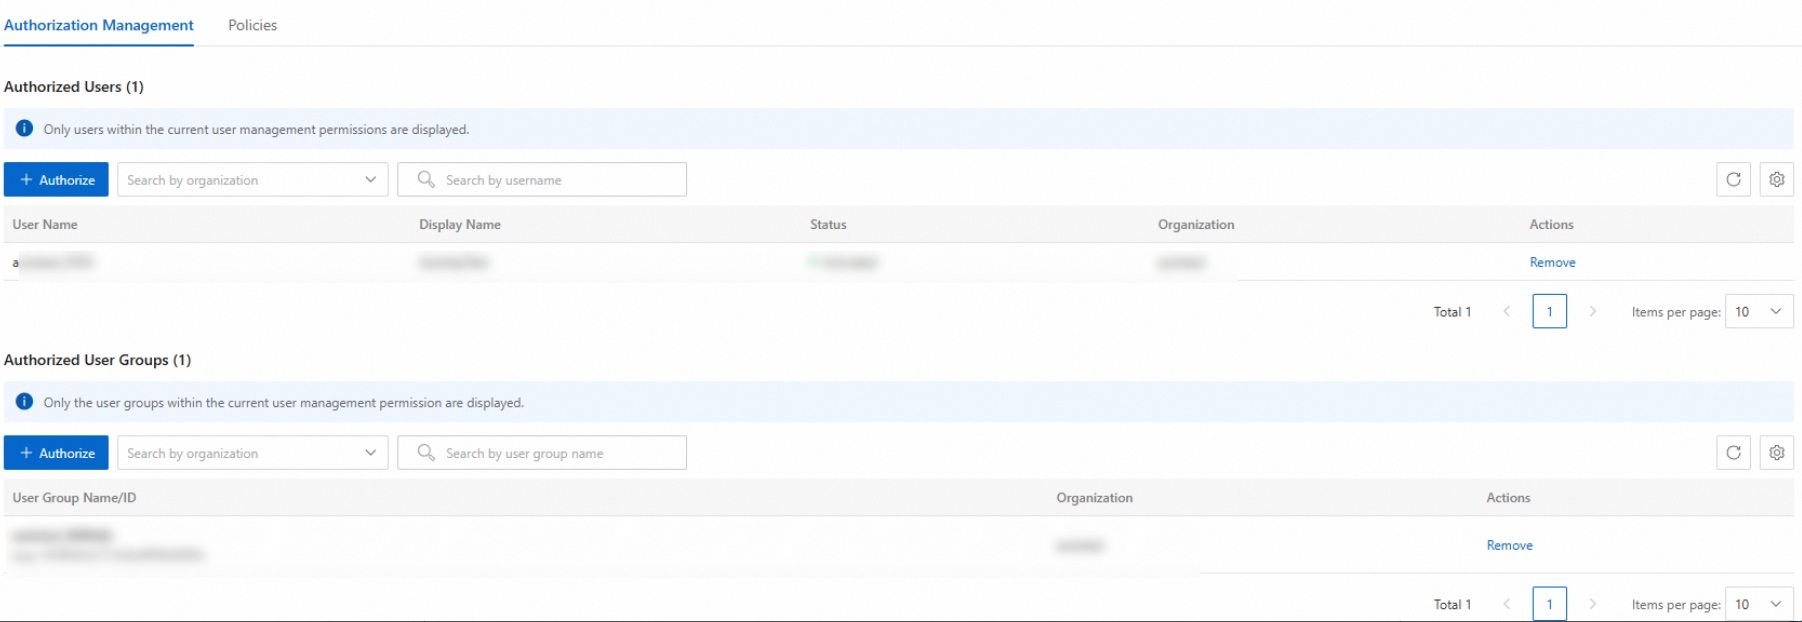 Authorization Management Policies
Authorized Users (1)
Only users within the current user management permissions are displayed.
Authorize Search by organization Search by username
User Name Display Name Status Organization Actions
Remove
Total 1 1 Items per page: 10
Authorized User Groups (1)
Only the user groups within the current user management permission are displayed.
Authorize Search by organization Search by user group name
User Group Name/ID Organization Actions
Remove
Total 1 1 Items per page: 10